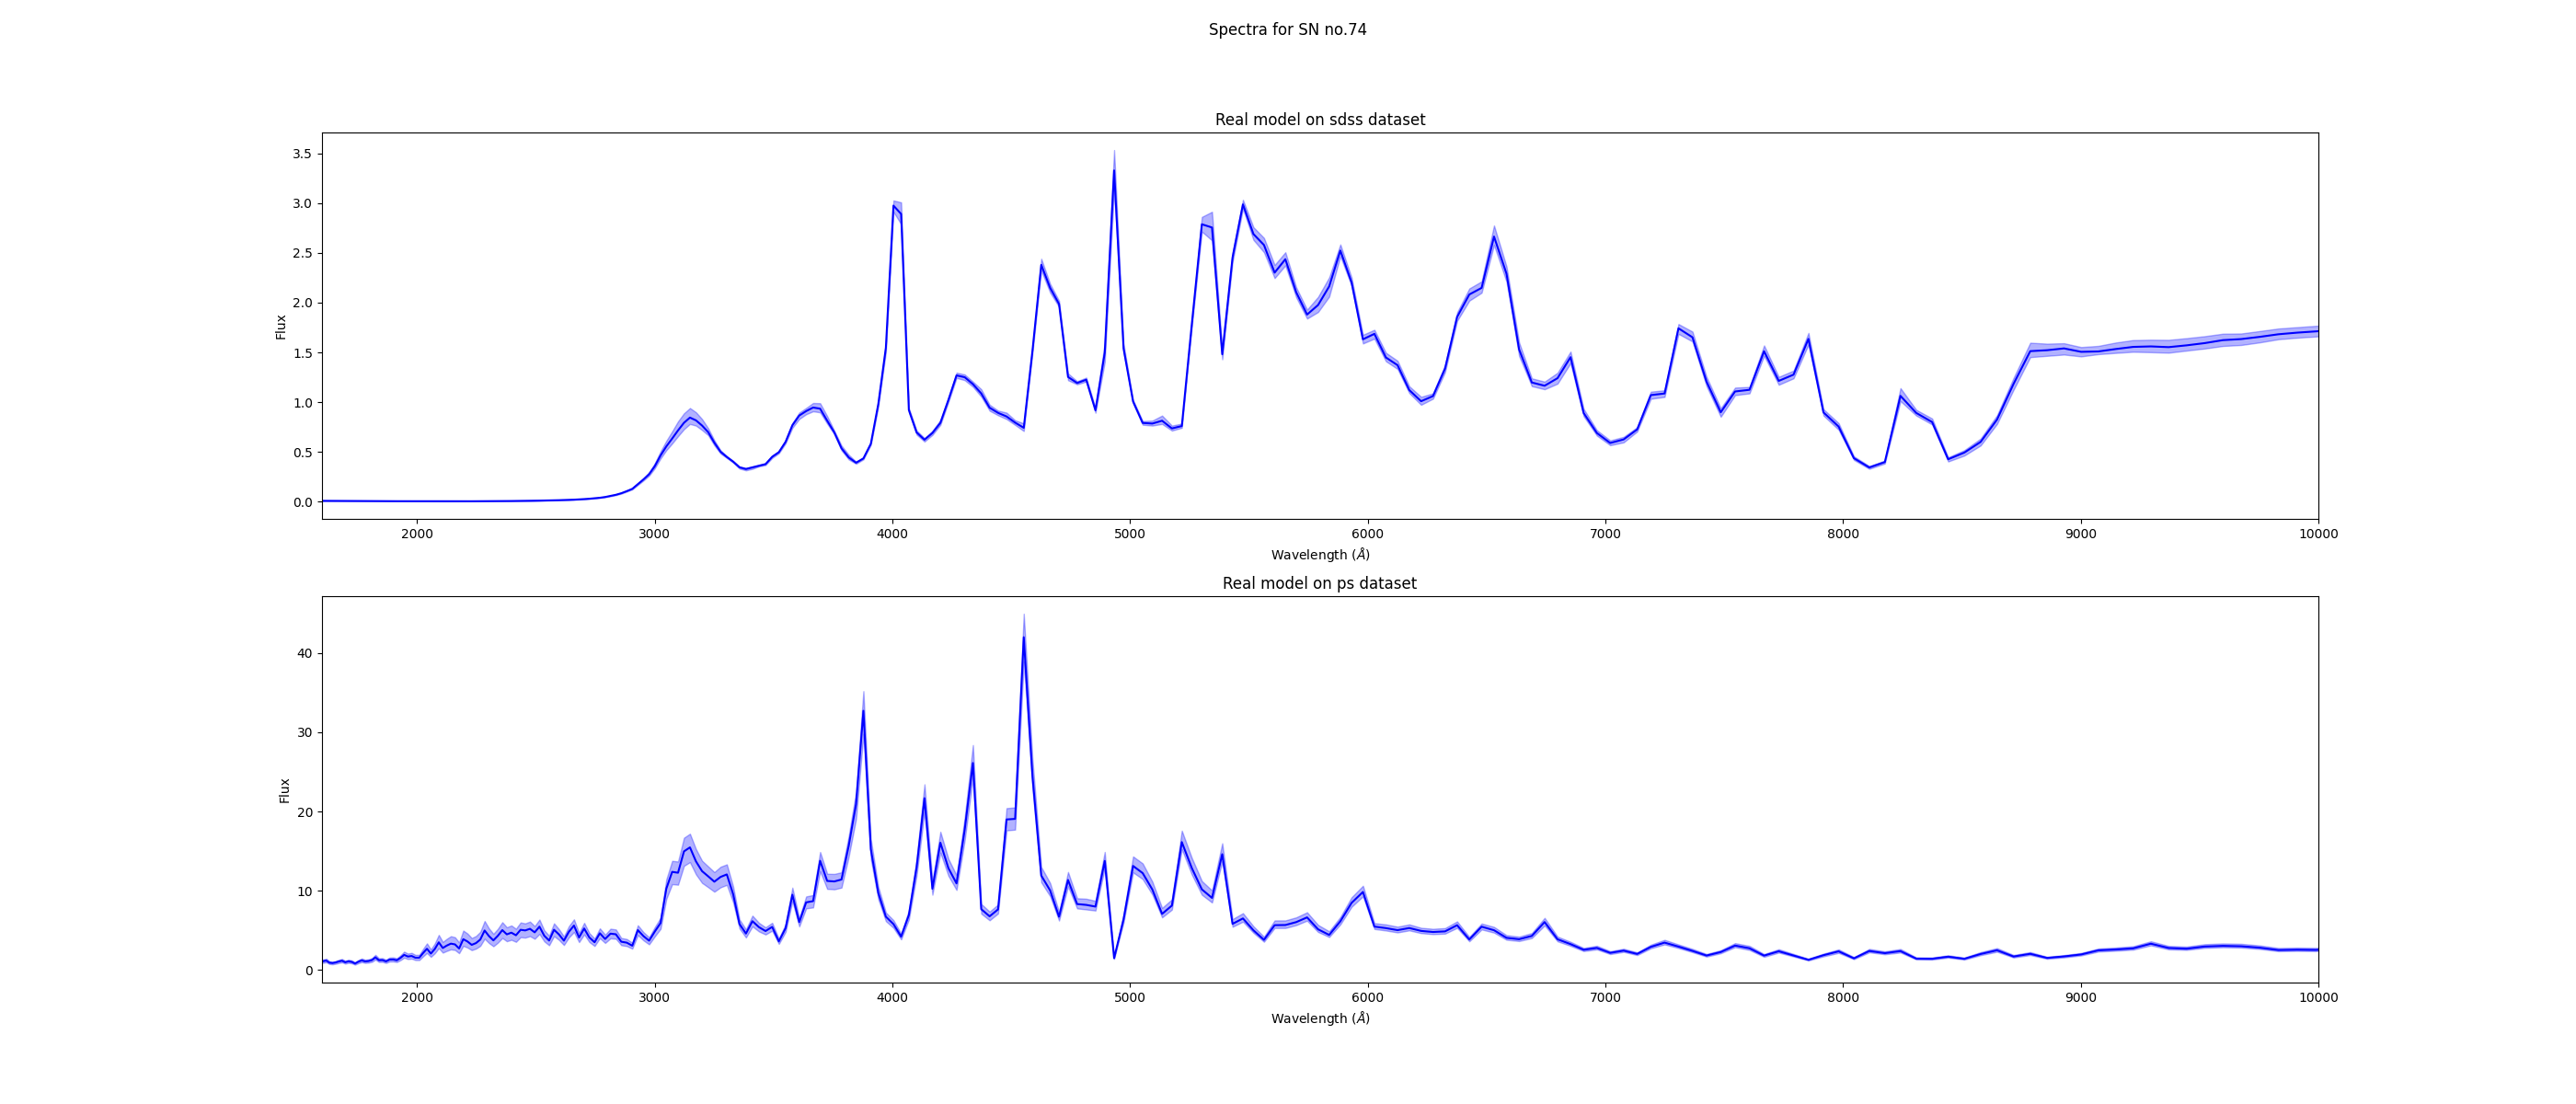 Spectra for SN no.74
Real model on sdss dataset
3.5
3.0
2.5
2.0
1.5
1.0
0.5
0.0
Flux
2000 3000 4000 5000 6000 7000 8000 9000 10000
Wavelength (Å)
Real model on ps dataset
40
30
20
10
0
Flux
2000 3000 4000 5000 6000 7000 8000 9000 10000
Wavelength (Å)